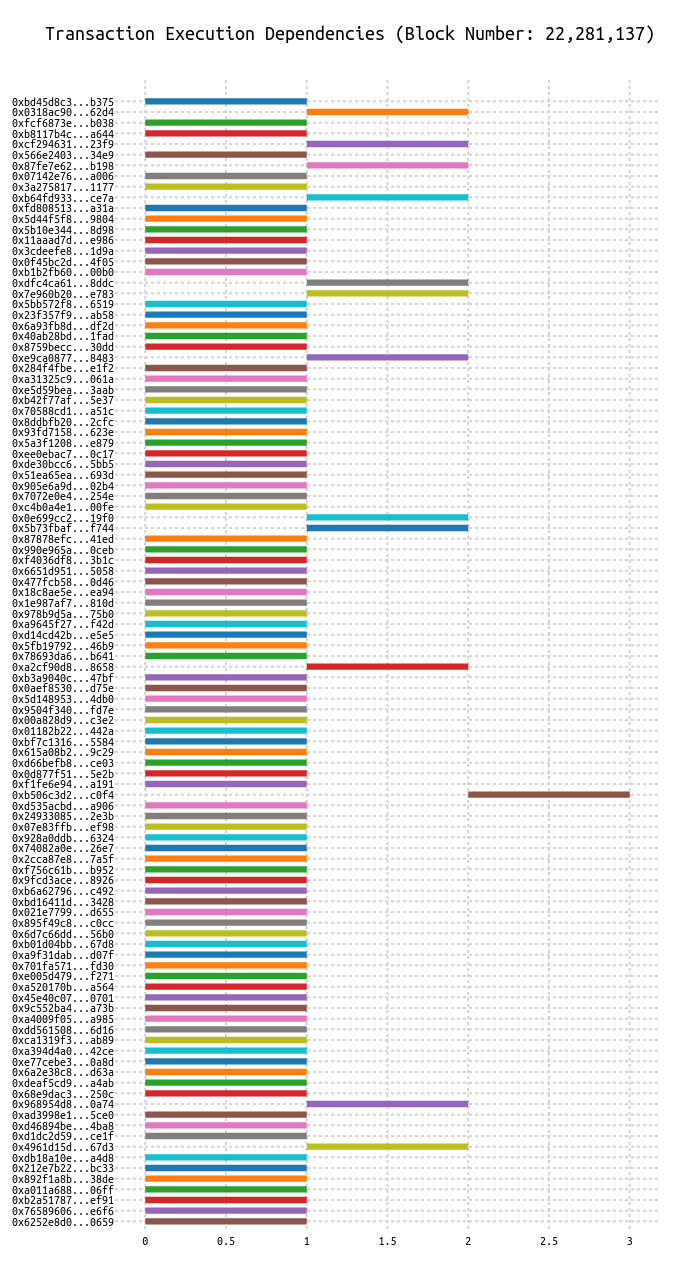 Transaction Execution Dependencies (Block Number: 22,281,137)
0xbd45d8c3...b375
0x0318ac90...62d4
0xfcf6873e...b038
0xb8117b4c...a644
0xcf294631...23f9
0x566e2403...34e9
0x87fe7e62...b198
0x07142e76...a006
0x3a275817...1177
0xb64fd933...ce7a
0xfd808513...a31a
0x5d44f5f8...9804
0x5b10e344...8d98
0x11aaad7d...e986
0x3cdeefe8...1d9a
0x0f45bc2d...4f05
0xb1b2fb60...00b0
0xdfc4ca61...8ddc
0x7e960b20...e783
0x5bb572f8...6519
0x23f357f9...ab58
0x6a93fb8d...df2d
0x40ab28bd...1fad
0x8759becc...30dd
0xe9ca0877...8483
0x284f4fbe...e1f2
0xa31325c9...061a
0xe5d59bea...3aab
0xb42f77af...5e37
0x70588cd1...a51c
0x8ddbfb20...2cfc
0x93fd7158...623e
0x5a3f1208...e879
0xee0ebac7...0c17
0xde30bcc6...5bb5
0x51ea65ea...693d
0x905e6a9d...02b4
0x7072e0e4...254e
0xc4b0a4e1...00fe
0x0e699cc2...19f0
0x5b73fbaf...f744
0x87878efc...41ed
0x990e965a...0ceb
0xf4036df8...3b1c
0x6651d951...5058
0x477fcb58...0d46
0x18c8ae5e...ea94
0x1e987af7...810d
0x978b9d5a...75b0
0xa9645f27...f42d
0xd14cd42b...e5e5
0x5fb19792...46b9
0x78693da6...b641
0xa2cf90d8...8658
0xb3a9040c...47bf
0x0aef8530...d75e
0x5d148953...4db0
0x9504f340...fd7e
0x00a828d9...c3e2
0x01182b22...442a
0xbf7c1316...5584
0x615a08b2...9c29
0xd66befb8...ce03
0x0d877f51...5e2b
0xf1fe6e94...a191
0xb506c3d2...c0f4
0xd535acbd...a906
0x24933085...2e3b
0x07e83ffb...ef98
0x928a0ddb...6324
0x74082a0e...26e7
0x2cca87e8...7a5f
0xf756c61b...b952
0x9fcd3ace...8926
0xb6a62796...c492
0xbd16411d...3428
0x021e7799...d655
0x895f49c8...c0cc
0x6d7c66dd...56b0
0xb01d04bb...67d8
0xa9f31dab...d07f
0x701fa571...fd30
0xe005d479...f271
0xa520170b...a564
0x45e40c07...0701
0x9c552ba4...a73b
0xa4009f05...a985
0xdd561508...6d16
0xca1319f3...ab89
0xa394d4a0...42ce
0xe77cebe3...0a8d
0x6a2e38c8...d63a
0xdeaf5cd9...a4ab
0x68e9dac3...250c
0x968954d8...0a74
0xad3998e1...5ce0
0xd46894be...4ba8
0xd1dc2d59...ce1f
0x4961d15d...67d3
0xdb18a10e...a4d8
0x212e7b22...bc33
0x892f1a8b...38de
0xa011a688...06ff
0xb2a51787...ef91
0x76589606...e6f6
0x6252e8d0...0659
0 0.5 1 1.5 2 2.5 3